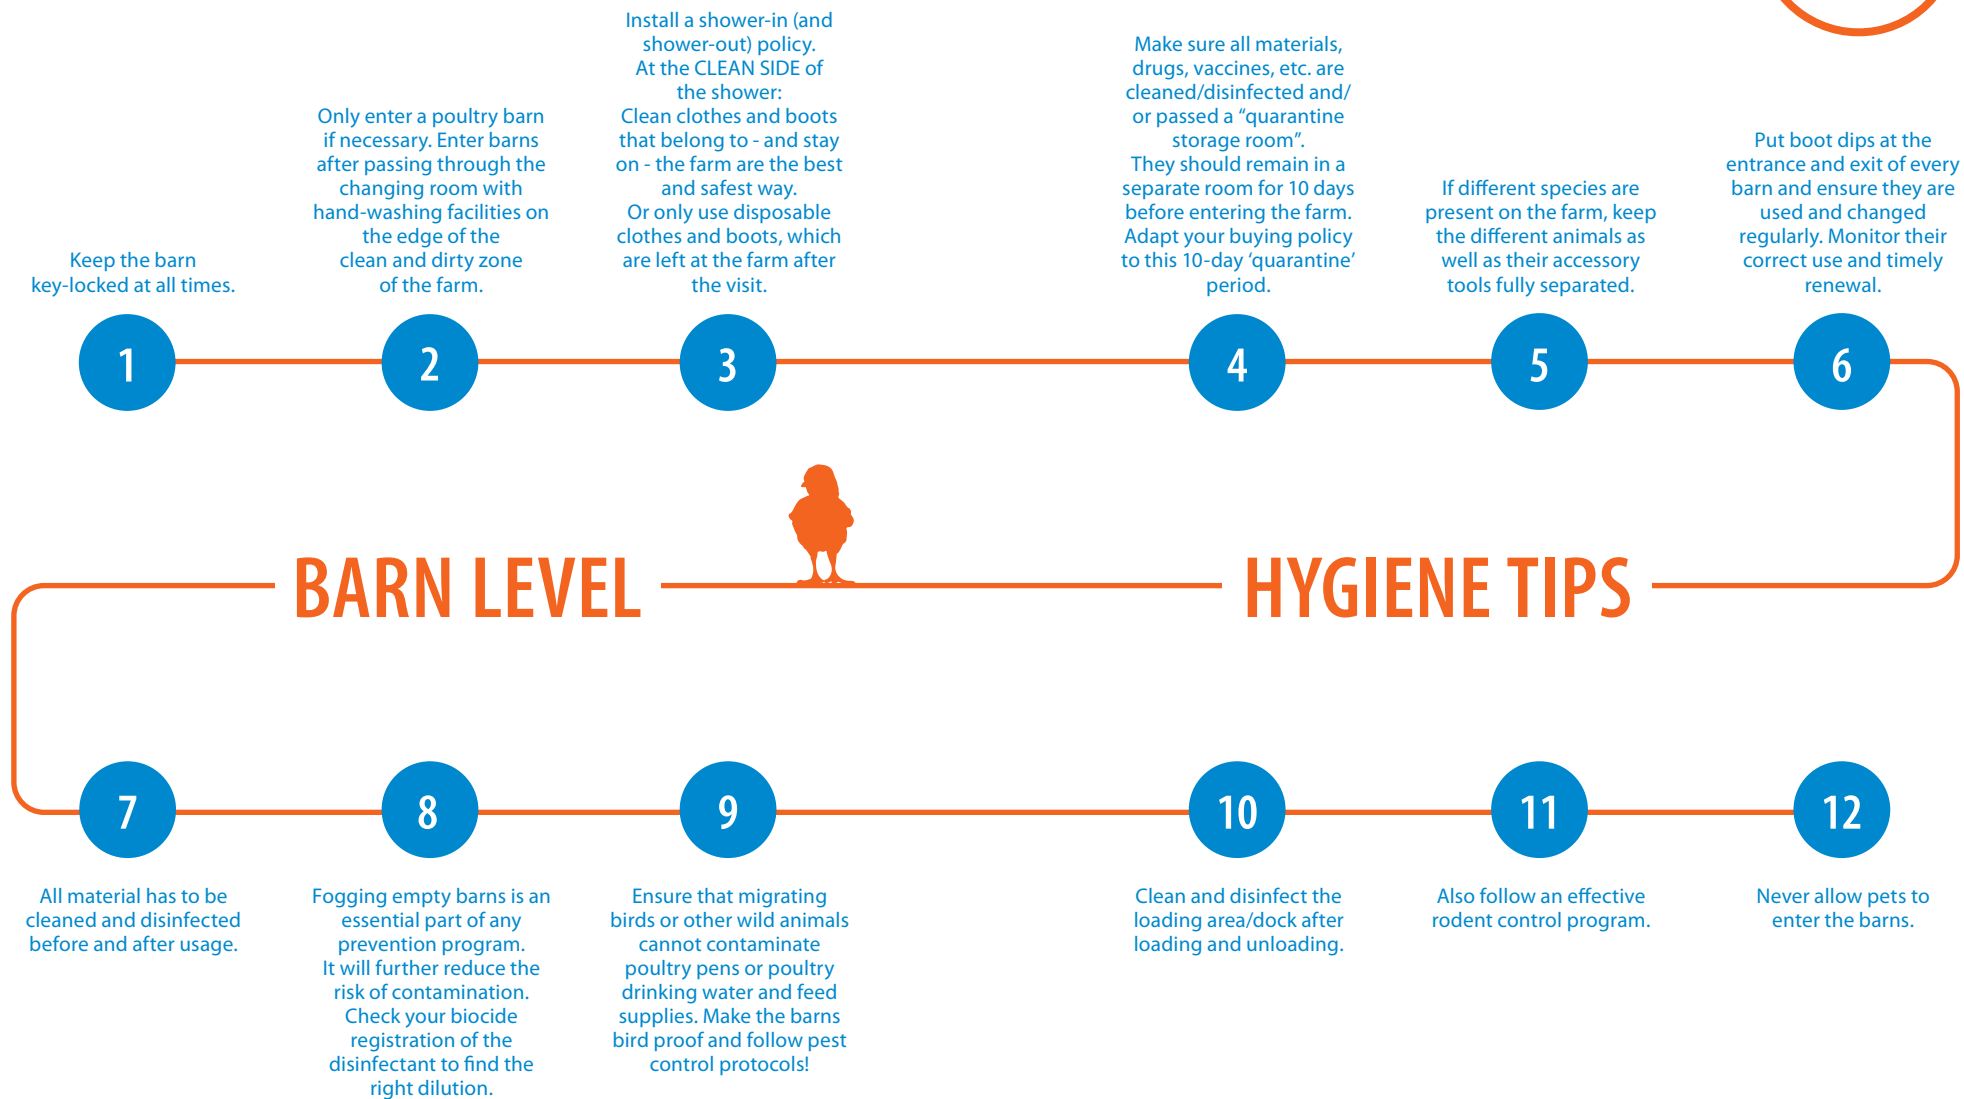 Keep the barn
key-locked at all times.
1
Only enter a poultry barn
if necessary. Enter barns
after passing through the
changing room with
hand-washing facilities on
the edge of the
clean and dirty zone
of the farm.
2
Install a shower-in (and
shower-out) policy.
At the CLEAN SIDE of
the shower:
Clean clothes and boots
that belong to - and stay
on - the farm are the best
and safest way.
Or only use disposable
clothes and boots, which
are left at the farm after
the visit.
3
Make sure all materials,
drugs, vaccines, etc. are
cleaned/disinfected and/
or passed a “quarantine
storage room”.
They should remain in a
separate room for 10 days
before entering the farm.
Adapt your buying policy
to this 10-day ‘quarantine’
period.
4
If different species are
present on the farm, keep
the different animals as
well as their accessory
tools fully separated.
5
Put boot dips at the
entrance and exit of every
barn and ensure they are
used and changed
regularly. Monitor their
correct use and timely
renewal.
6
BARN LEVEL HYGIENE TIPS
7
All material has to be
cleaned and disinfected
before and after usage.
8
Fogging empty barns is an
essential part of any
prevention program.
It will further reduce the
risk of contamination.
Check your biocide
registration of the
disinfectant to find the
right dilution.
9
Ensure that migrating
birds or other wild animals
cannot contaminate
poultry pens or poultry
drinking water and feed
supplies. Make the barns
bird proof and follow pest
control protocols!
10
Clean and disinfect the
loading area/dock after
loading and unloading.
11
Also follow an effective
rodent control program.
12
Never allow pets to
enter the barns.